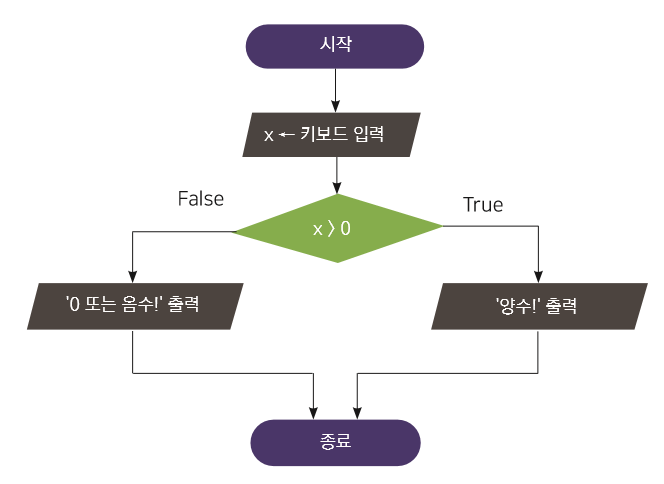 시작
x ← 키보드 입력
False
True
x > 0
'0 또는 음수!' 출력
'양수!' 출력
종료